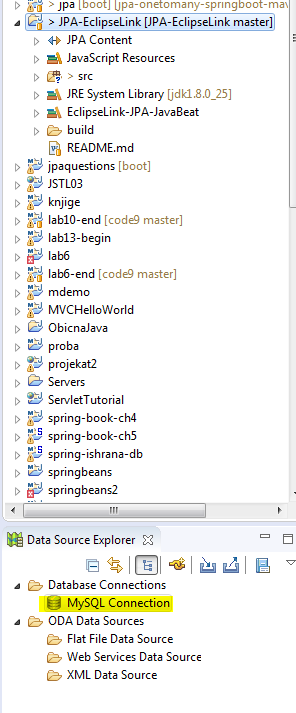 > jpa [boot] [jpa-onetomany-springboot-mav
> JPA-EclipseLink [JPA-EclipseLink master]
JPA Content
JavaScript Resources
> src
JRE System Library [jdk1.8.0_25]
EclipseLink-JPA-JavaBeat
build
README.md
jpaquestions [boot]
JSTL03
knjige
lab10-end [code9 master]
lab13-begin
lab6
lab6-end [code9 master]
mdemo
MVCHelloWorld
ObicnaJava
proba
projekat2
Servers
ServletTutorial
spring-book-ch4
spring-book-ch5
spring-ishrana-db
springbeans
springbeans2
Data Source Explorer
Database Connections
MySQL Connection
ODA Data Sources
Flat File Data Source
Web Services Data Source
XML Data Source